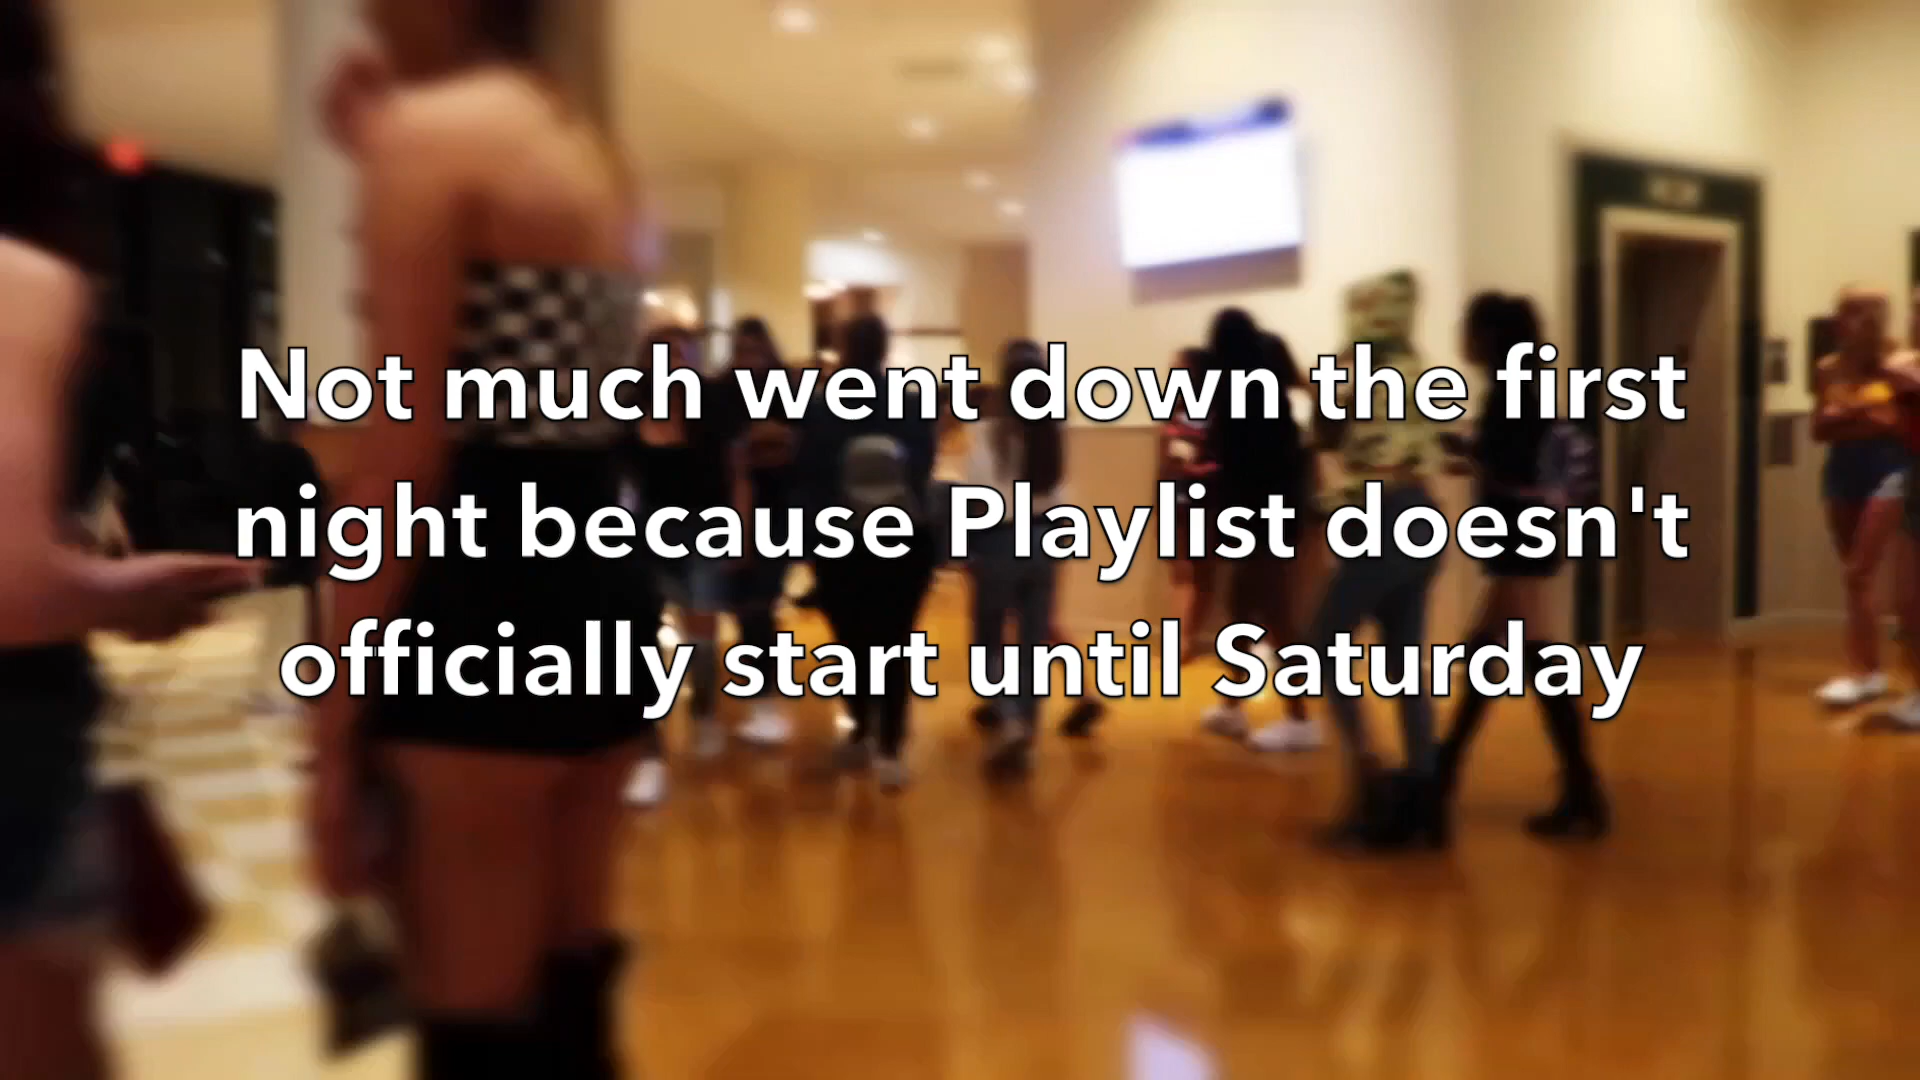 Not much went down the first
night because Playlist doesn't
officially start until Saturday